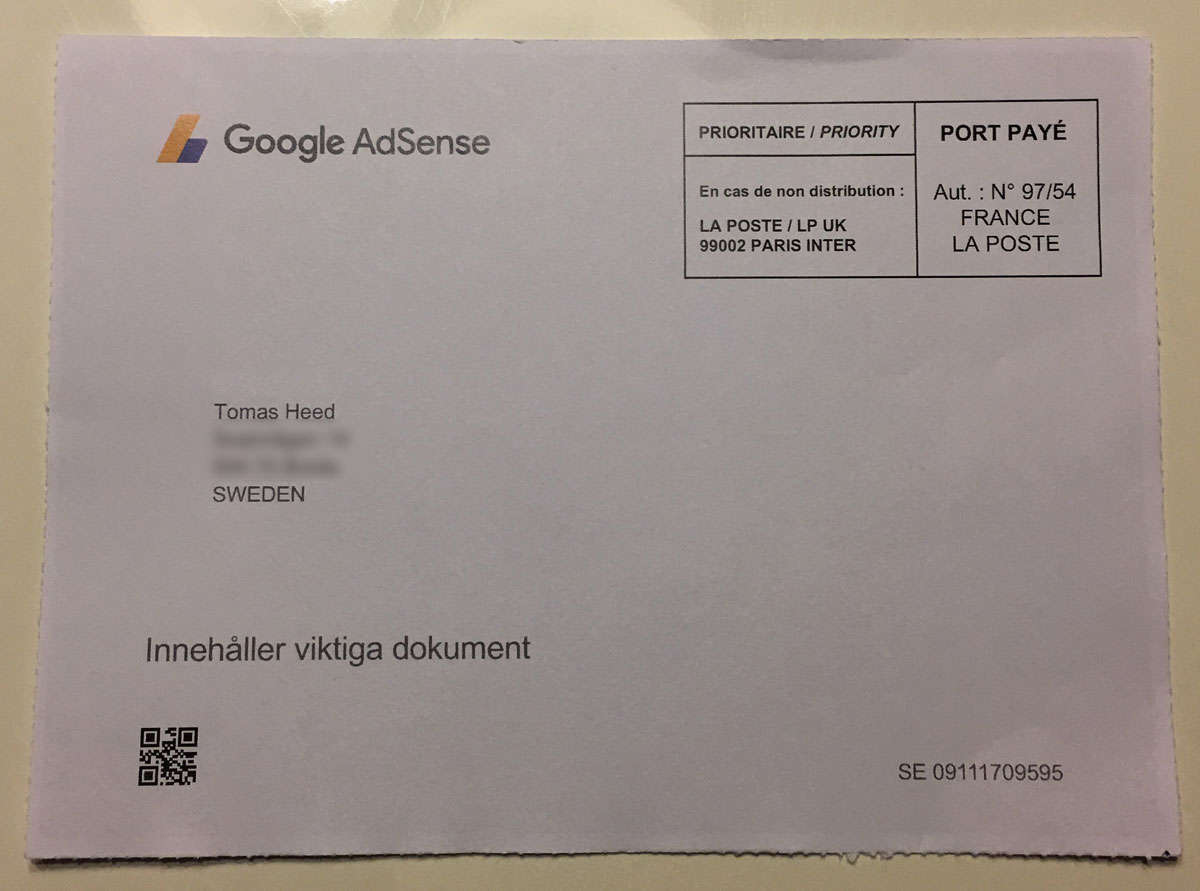 Google AdSense
PRIORITAIRE / PRIORITY
En cas de non distribution :
LA POSTE / LP UK
99002 PARIS INTER
PORT PAYÉ
Aut. : N° 97/54
FRANCE
LA POSTE
Tomas Heed
SWEDEN
Innehåller viktiga dokument
SE 09111709595